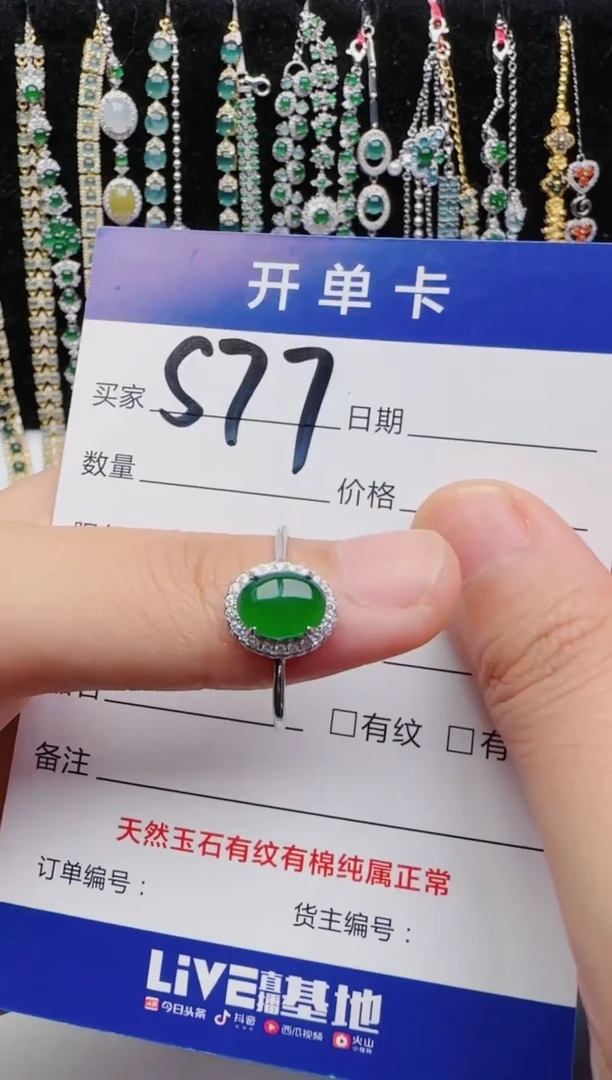 开单卡
买家 S77 日期
数量 价格
□有纹 □有
备注
天然玉石有纹有棉纯属正常
订单编号：
货主编号：
LiVE直播基地
今日头条 抖音 西瓜视频 火山